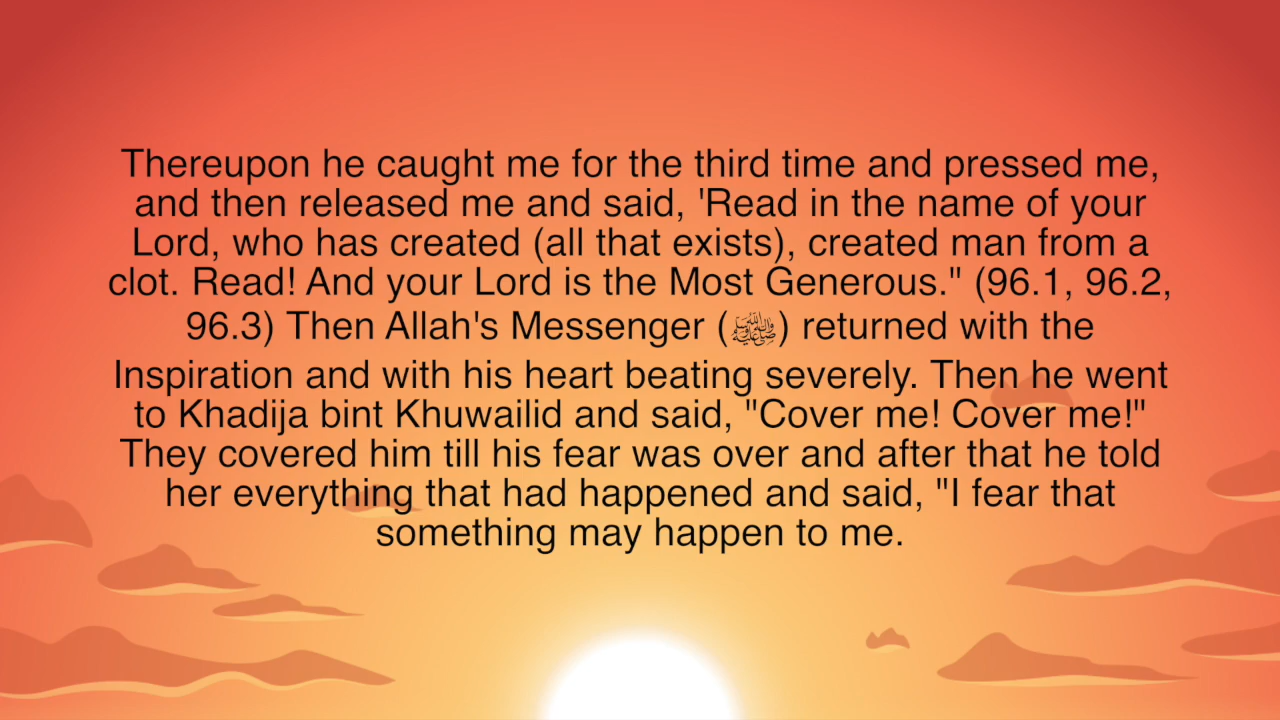 Thereupon he caught me for the third time and pressed me,
and then released me and said, 'Read in the name of your
Lord, who has created (all that exists), created man from a
clot. Read! And your Lord is the Most Generous." (96.1, 96.2,
96.3) Then Allah's Messenger (ﷺ) returned with the
Inspiration and with his heart beating severely. Then he went
to Khadija bint Khuwailid and said, "Cover me! Cover me!"
They covered him till his fear was over and after that he told
her everything that had happened and said, "I fear that
something may happen to me.